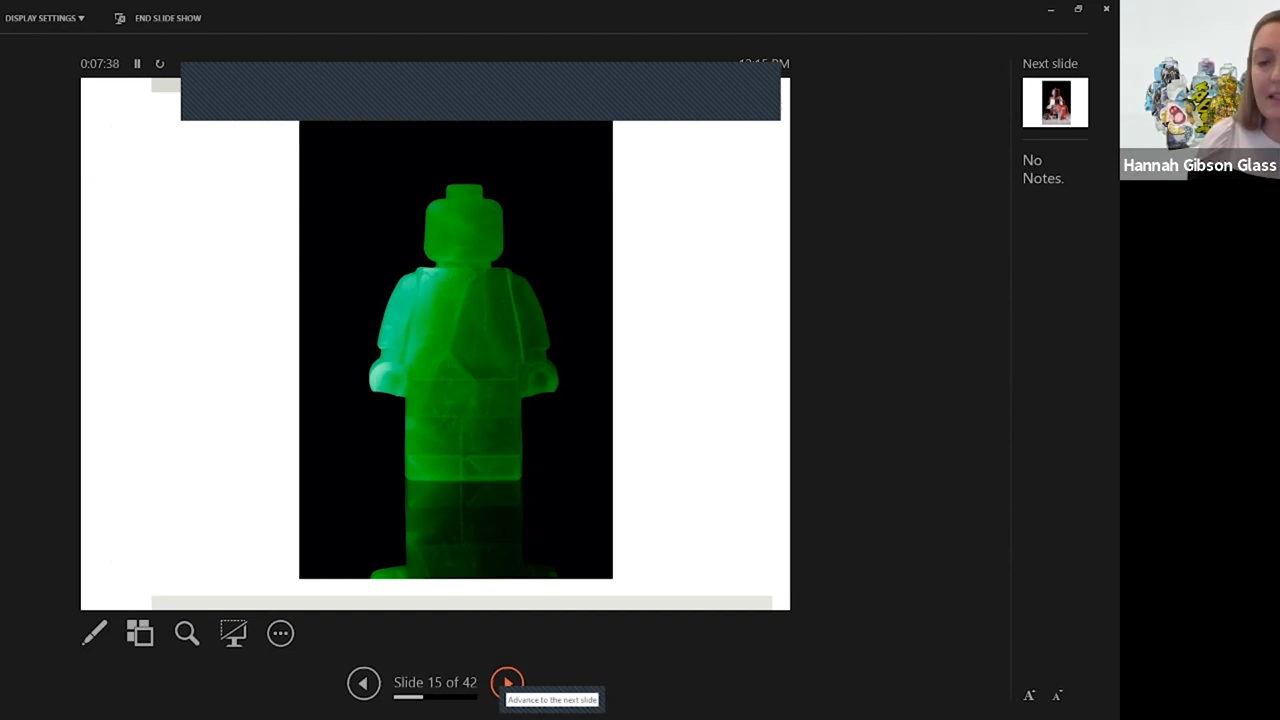 DISPLAY SETTINGS ▼ END SLIDE SHOW
0:07:38
Next slide
No
Notes.
Hannah Gibson Glass
Slide 15 of 42
Advance to the next slide